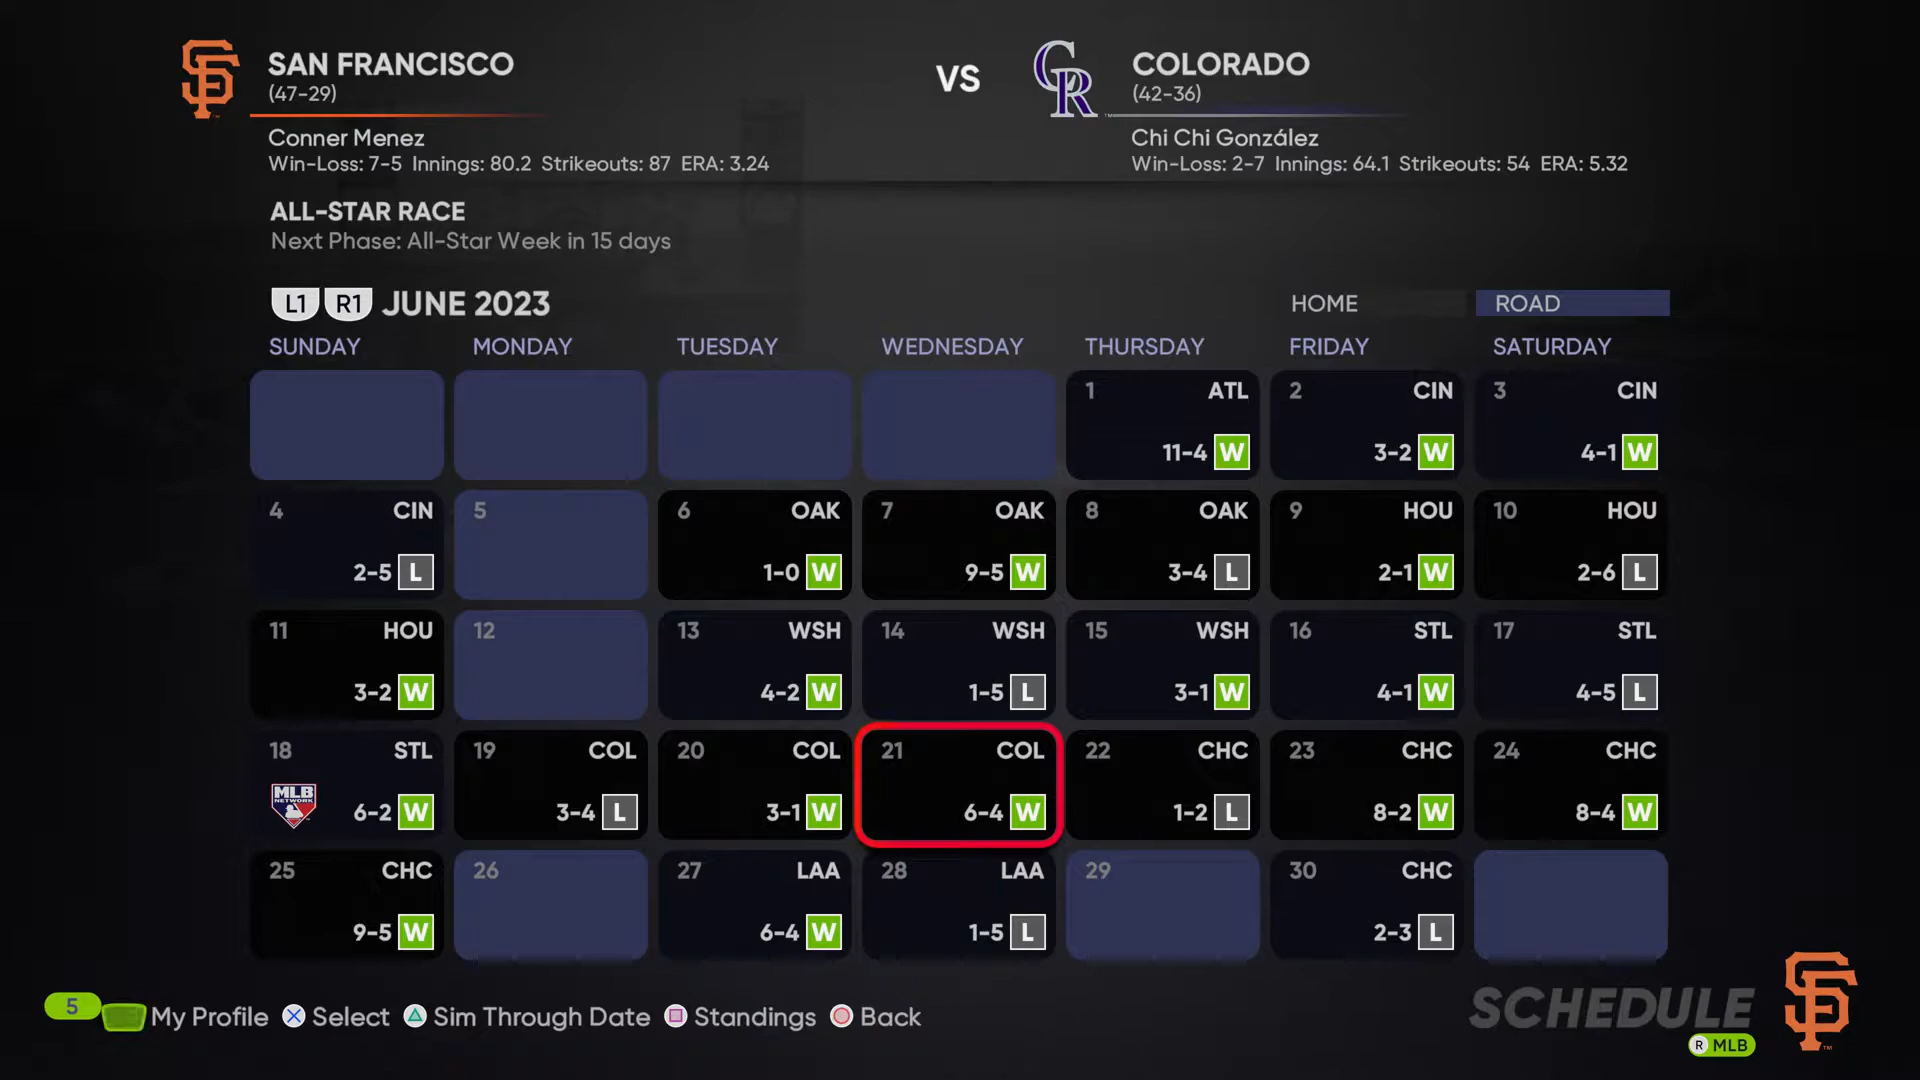 SAN FRANCISCO
(47-29)
VS
COLORADO
(42-36)
Conner Menez
Win-Loss: 7-5 Innings: 80.2 Strikeouts: 87 ERA: 3.24
Chi Chi González
Win-Loss: 2-7 Innings: 64.1 Strikeouts: 54 ERA: 5.32
ALL-STAR RACE
Next Phase: All-Star Week in 15 days
L1 R1 JUNE 2023
HOME ROAD
SUNDAY MONDAY TUESDAY WEDNESDAY THURSDAY FRIDAY SATURDAY
1 ATL 2 CIN 3 CIN
11-4 W 3-2 W 4-1 W
4 CIN 5 6 OAK 7 OAK 8 OAK 9 HOU 10 HOU
2-5 L 1-0 W 9-5 W 3-4 L 2-1 W 2-6 L
11 HOU 12 13 WSH 14 WSH 15 WSH 16 STL 17 STL
3-2 W 4-2 W 1-5 L 3-1 W 4-1 W 4-5 L
18 STL 19 COL 20 COL 21 COL 22 CHC 23 CHC 24 CHC
MLB NETWORK 6-2 W 3-4 L 3-1 W 6-4 W 1-2 L 8-2 W 8-4 W
25 CHC 26 27 LAA 28 LAA 29 30 CHC
9-5 W 6-4 W 1-5 L 2-3 L
5 My Profile Select Sim Through Date Standings Back
SCHEDULE
R MLB
SF